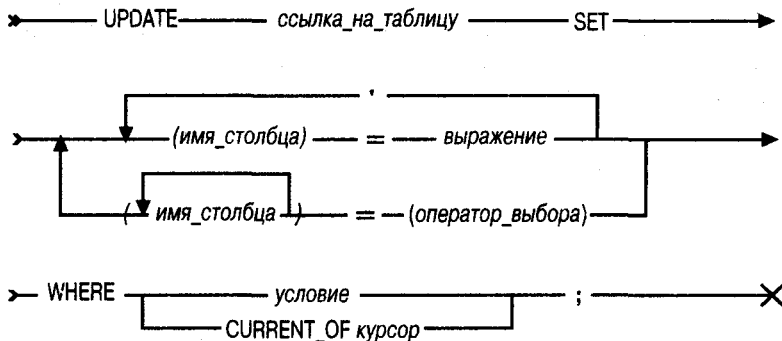 UPDATE ссылка_на_таблицу SET
,
(имя_столбца) = выражение
( имя_столбца ) = (оператор_выбора)
WHERE условие ;
CURRENT_OF курсор